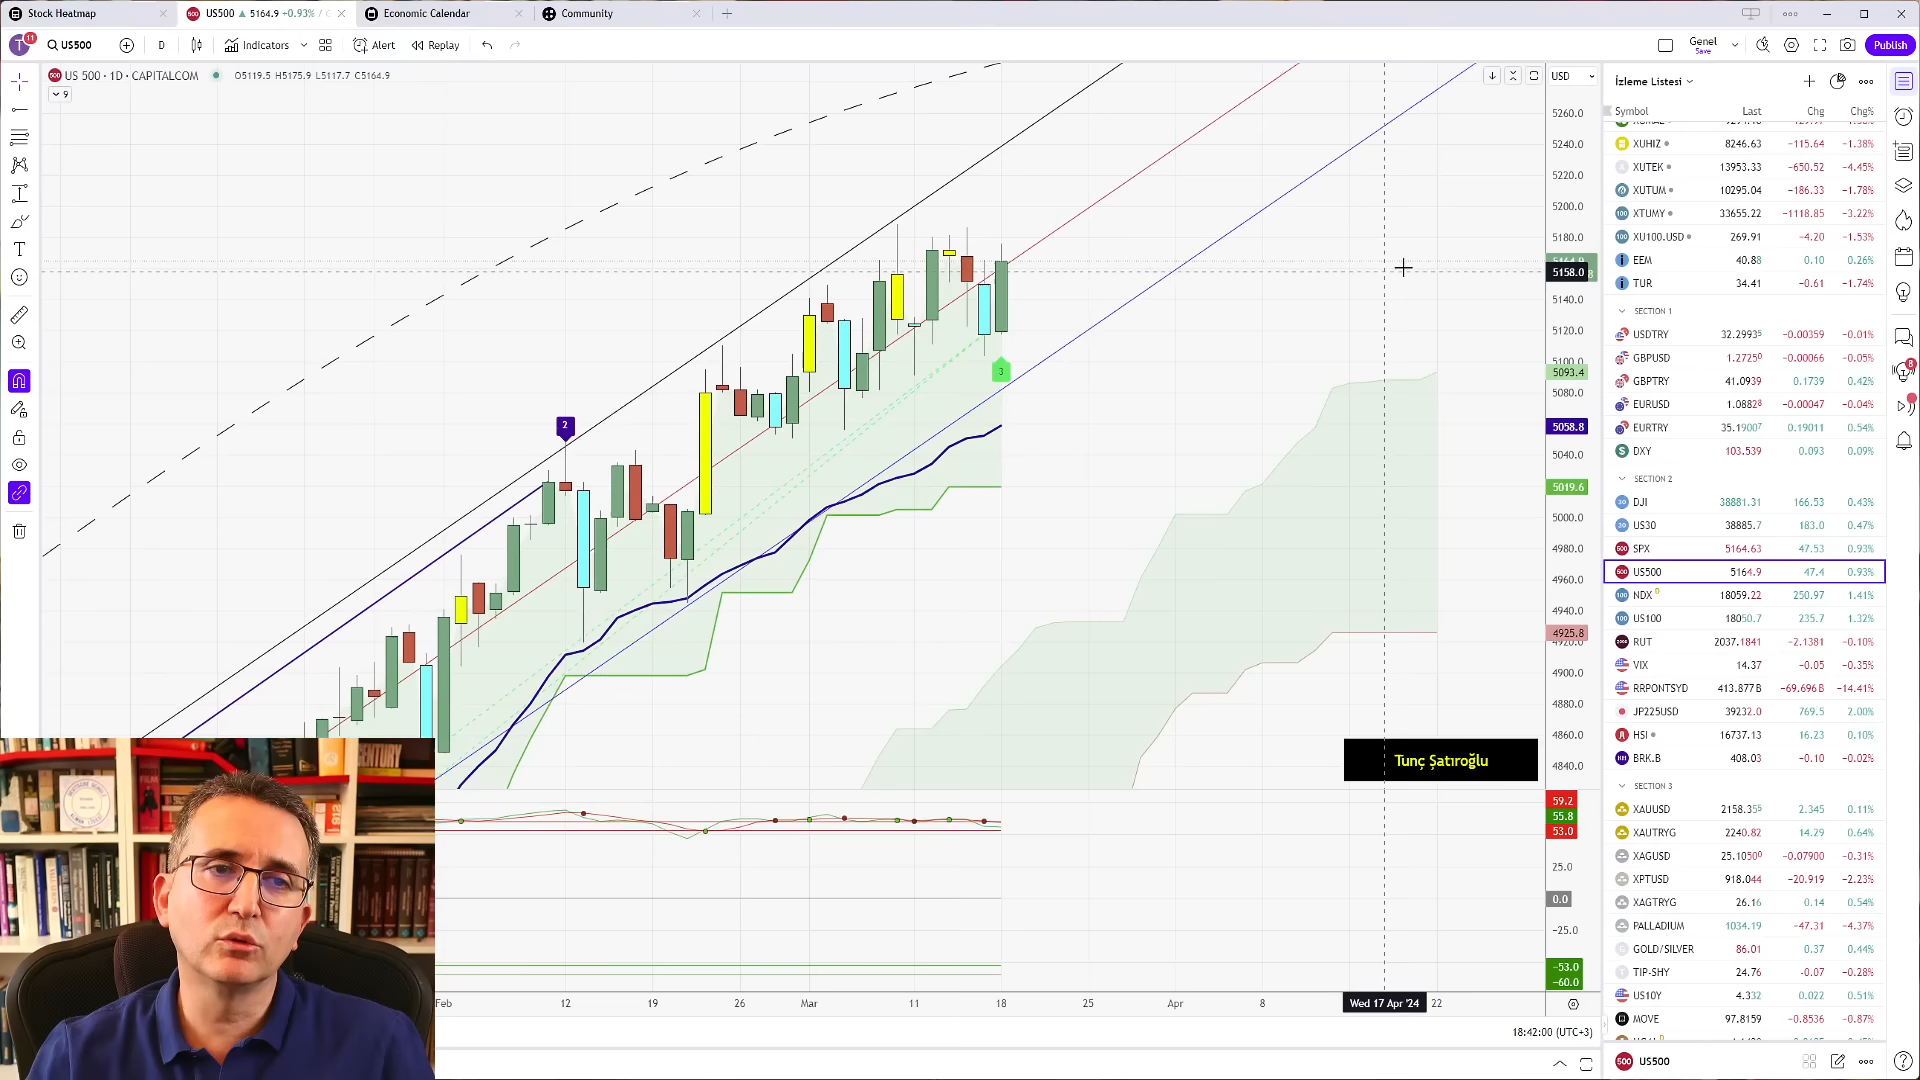 Stock Heatmap
US500 ▲ 5164.9 +0.93% / G
Economic Calendar
Community
T 11
US500
D
Indicators
Alert
Replay
Genel
Save
Publish
US 500 · 1D · CAPITALCOM
O5119.5 H5175.9 L5117.7 C5164.9
9
USD
5260.0
5240.0
5220.0
5200.0
5180.0
5158.0
5140.0
5120.0
5100.0
5093.4
5080.0
5058.8
5040.0
5019.6
5000.0
4980.0
4960.0
4940.0
4925.8
4920.0
4900.0
4880.0
4860.0
4840.0
2
3
Tunç Şatıroğlu
59.2
55.8
53.0
25.0
0.0
−25.0
−53.0
−60.0
Feb 12 19 26 Mar 11 18 25 Apr 8 Wed 17 Apr '24 22
18:42:00 (UTC+3)
İzleme Listesi
Symbol Last Chg Chg%
XUHIZ 8246.63 −115.64 −1.38%
XUTEK 13953.33 −650.52 −4.45%
XUTUM 10295.04 −186.33 −1.78%
XTUMY 33655.22 −1118.85 −3.22%
XU100.USD 269.91 −4.20 −1.53%
EEM 40.88 0.10 0.26%
TUR 34.41 −0.61 −1.74%
SECTION 1
USDTRY 32.29935 −0.00359 −0.01%
GBPUSD 1.27250 −0.00066 −0.05%
GBPTRY 41.0939 0.1739 0.42%
EURUSD 1.08828 −0.00047 −0.04%
EURTRY 35.19007 0.19011 0.54%
DXY 103.539 0.093 0.09%
SECTION 2
DJI 38881.31 166.53 0.43%
US30 38885.7 183.0 0.47%
SPX 5164.63 47.53 0.93%
US500 5164.9 47.4 0.93%
NDX D 18059.22 250.97 1.41%
US100 18050.7 235.7 1.32%
RUT 2037.1841 −2.1381 −0.10%
VIX 14.37 −0.05 −0.35%
RRPONTSYD 413.877B −69.696B −14.41%
JP225USD 39232.0 769.5 2.00%
HSI 16737.13 16.23 0.10%
BRK.B 408.03 −0.10 −0.02%
SECTION 3
XAUUSD 2158.355 2.345 0.11%
XAUTRYG 2240.82 14.29 0.64%
XAGUSD 25.10500 −0.07900 −0.31%
XPTUSD 918.044 −20.919 −2.23%
XAGTRYG 26.16 0.14 0.54%
PALLADIUM 1034.19 −47.31 −4.37%
GOLD/SILVER 86.01 0.37 0.44%
TIP-SHY 24.76 −0.07 −0.28%
US10Y 4.332 0.022 0.51%
MOVE 97.8159 −0.8536 −0.87%
US500
8
CENTURY